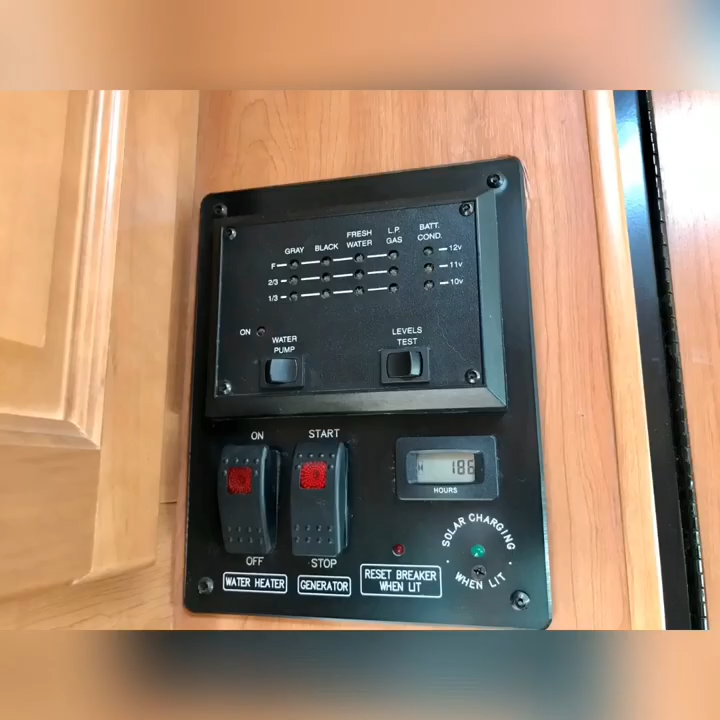 GRAY BLACK FRESH WATER L.P. GAS BATT. COND.
F 12v
2/3 11v
1/3 10v
ON
WATER PUMP
LEVELS TEST
ON START
186
HOURS
SOLAR CHARGING
WHEN LIT
OFF STOP
WATER HEATER GENERATOR RESET BREAKER WHEN LIT